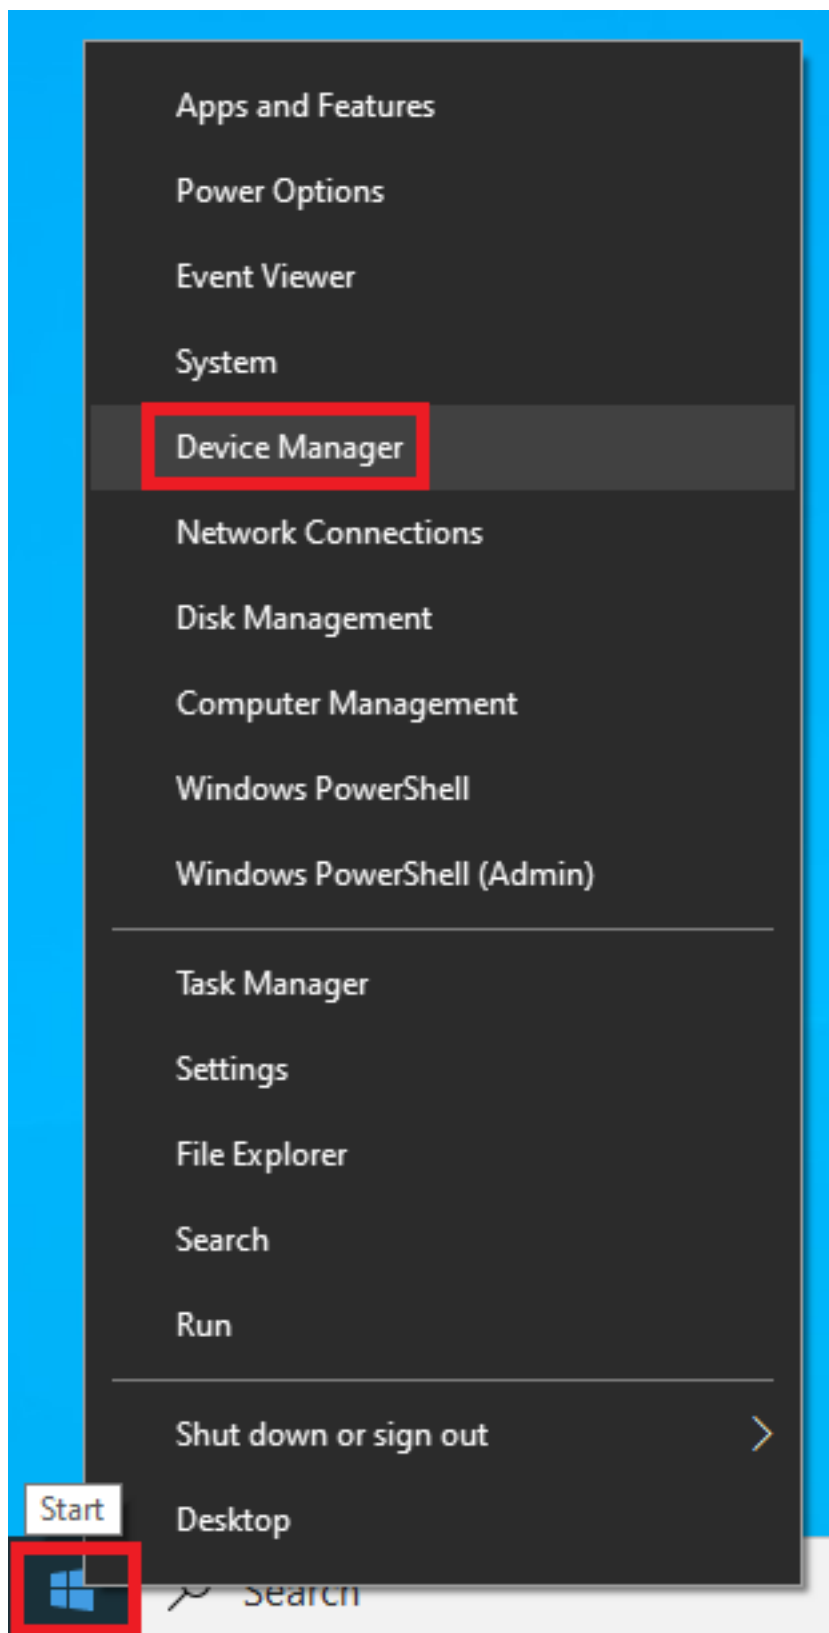 Apps and Features
Power Options
Event Viewer
System
Device Manager
Network Connections
Disk Management
Computer Management
Windows PowerShell
Windows PowerShell (Admin)
Task Manager
Settings
File Explorer
Search
Run
Shut down or sign out
Start
Desktop
Search